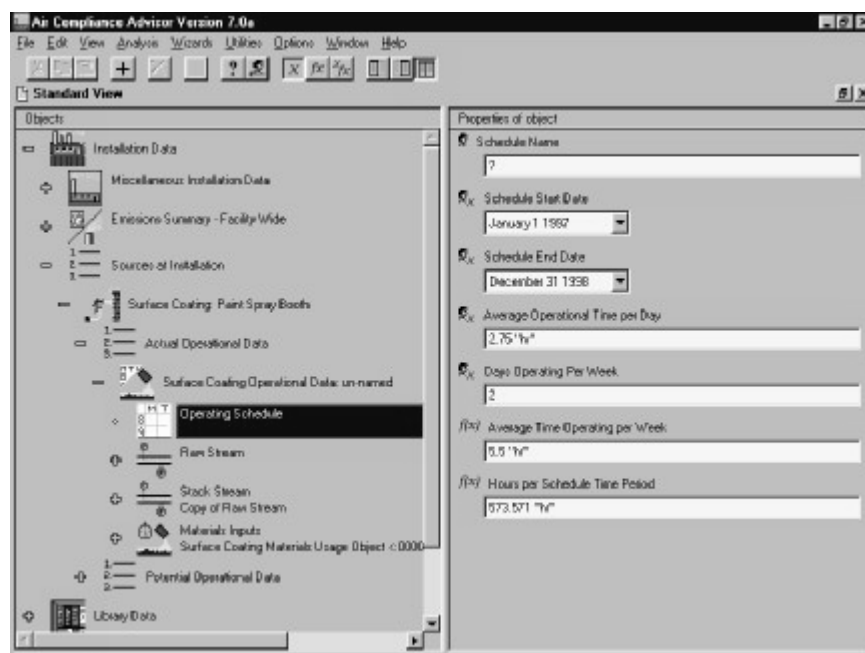 Air Compliance Advisor Version 7.0a
File Edit View Analysis Wizards Utilities Options Window Help
Standard View
Objects
Installation Data
Miscellaneous Installation Data
Emissions Summary - Facility Wide
Sources at Installation
Surface Coating: Paint Spray Booth
Actual Operational Data
Surface Coating Operational Data: un-named
Operating Schedule
Raw Stream
Stack Stream
Copy of Raw Stream
Materials Inputs
Surface Coating Materials Usage Object < 0000
Potential Operational Data
Library Data
Properties of object
Schedule Name
?
Schedule Start Date
January 1 1997
Schedule End Date
December 31 1998
Average Operational Time per Day
2.75 "hr"
Days Operating Per Week
2
f(x) Average Time Operating per Week
5.5 "hr"
f(x) Hours per Schedule Time Period
573.571 "hr"